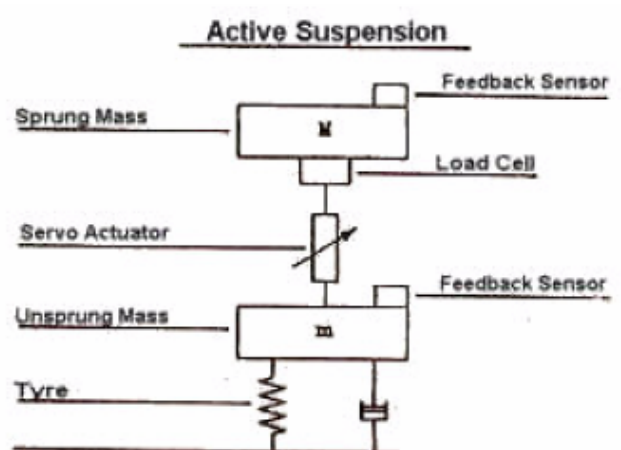 Active Suspension
Feedback Sensor
Sprung Mass
M
Load Cell
Servo Actuator
Feedback Sensor
Unsprung Mass
m
Tyre